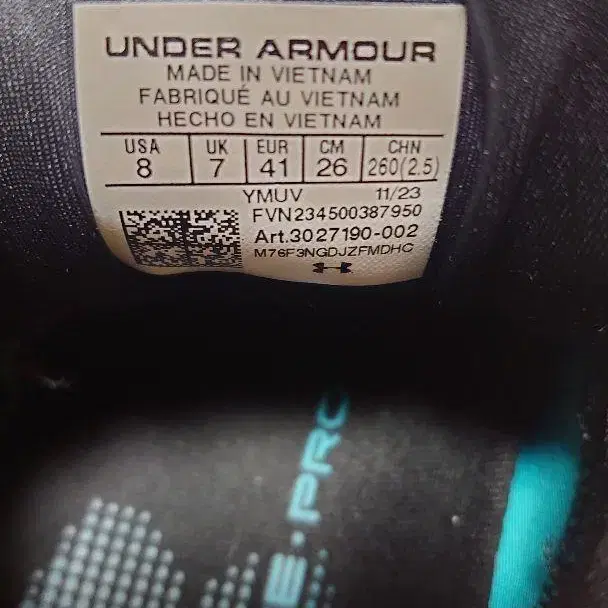 UNDER ARMOUR
MADE IN VIETNAM
FABRIQUÉ AU VIETNAM
HECHO EN VIETNAM
USA UK EUR CM CHN
8 7 41 26 260(2.5)
YMUV 11/23
FVN234500387950
Art.3027190-002
M76F3NGDJZFMDHC
E-PRO